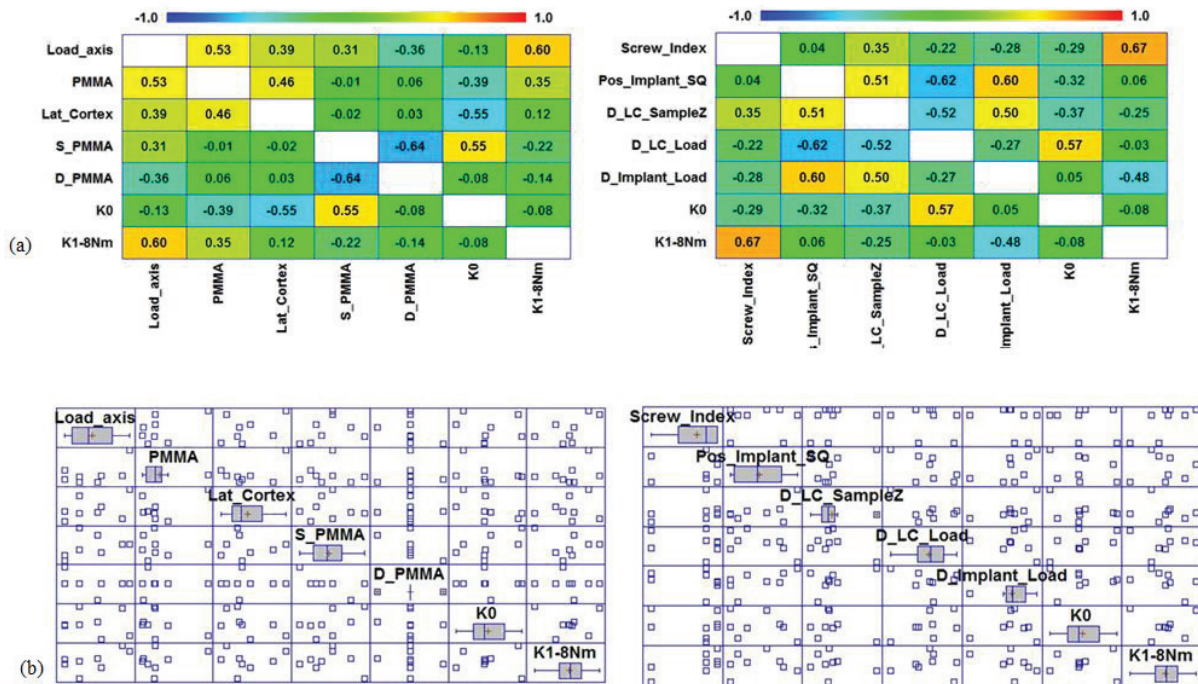 -1.0 1.0
Load_axis 0.53 0.39 0.31 -0.36 -0.13 0.60
PMMA 0.53 0.46 -0.01 0.06 -0.39 0.35
Lat_Cortex 0.39 0.46 -0.02 0.03 -0.55 0.12
S_PMMA 0.31 -0.01 -0.02 -0.64 0.55 -0.22
D_PMMA -0.36 0.06 0.03 -0.64 -0.08 -0.14
K0 -0.13 -0.39 -0.55 0.55 -0.08 -0.08
(a)
K1-8Nm 0.60 0.35 0.12 -0.22 -0.14 -0.08
Load_axis PMMA Lat_Cortex S_PMMA D_PMMA K0 K1-8Nm
-1.0 1.0
Screw_Index 0.04 0.35 -0.22 -0.28 -0.29 0.67
Pos_Implant_SQ 0.04 0.51 -0.62 0.60 -0.32 0.06
D_LC_SampleZ 0.35 0.51 -0.52 0.50 -0.37 -0.25
D_LC_Load -0.22 -0.62 -0.52 -0.27 0.57 -0.03
D_Implant_Load -0.28 0.60 0.50 -0.27 0.05 -0.48
K0 -0.29 -0.32 -0.37 0.57 0.05 -0.08
K1-8Nm 0.67 0.06 -0.25 -0.03 -0.48 -0.08
Screw_Index s_Implant_SQ _LC_SampleZ D_LC_Load Implant_Load K0 K1-8Nm
Load_axis
PMMA
Lat_Cortex
S_PMMA
D_PMMA
K0
(b)
K1-8Nm
Screw_Index
Pos_Implant_SQ
D_LC_SampleZ
D_LC_Load
D_Implant_Load
K0
K1-8Nm